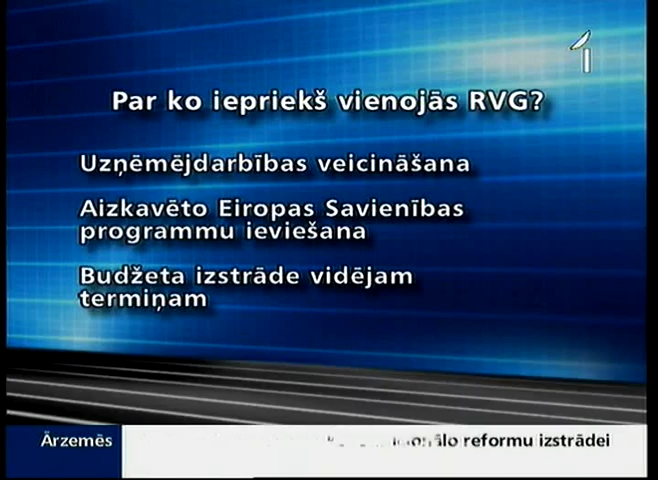 1
Par ko iepriekš vienojās RVG?
Uzņēmējdarbības veicināšana
Aizkavēto Eiropas Savienības
programmu ieviešana
Budžeta izstrāde vidējam
termiņam
Ārzemēs
reformu izstrādei